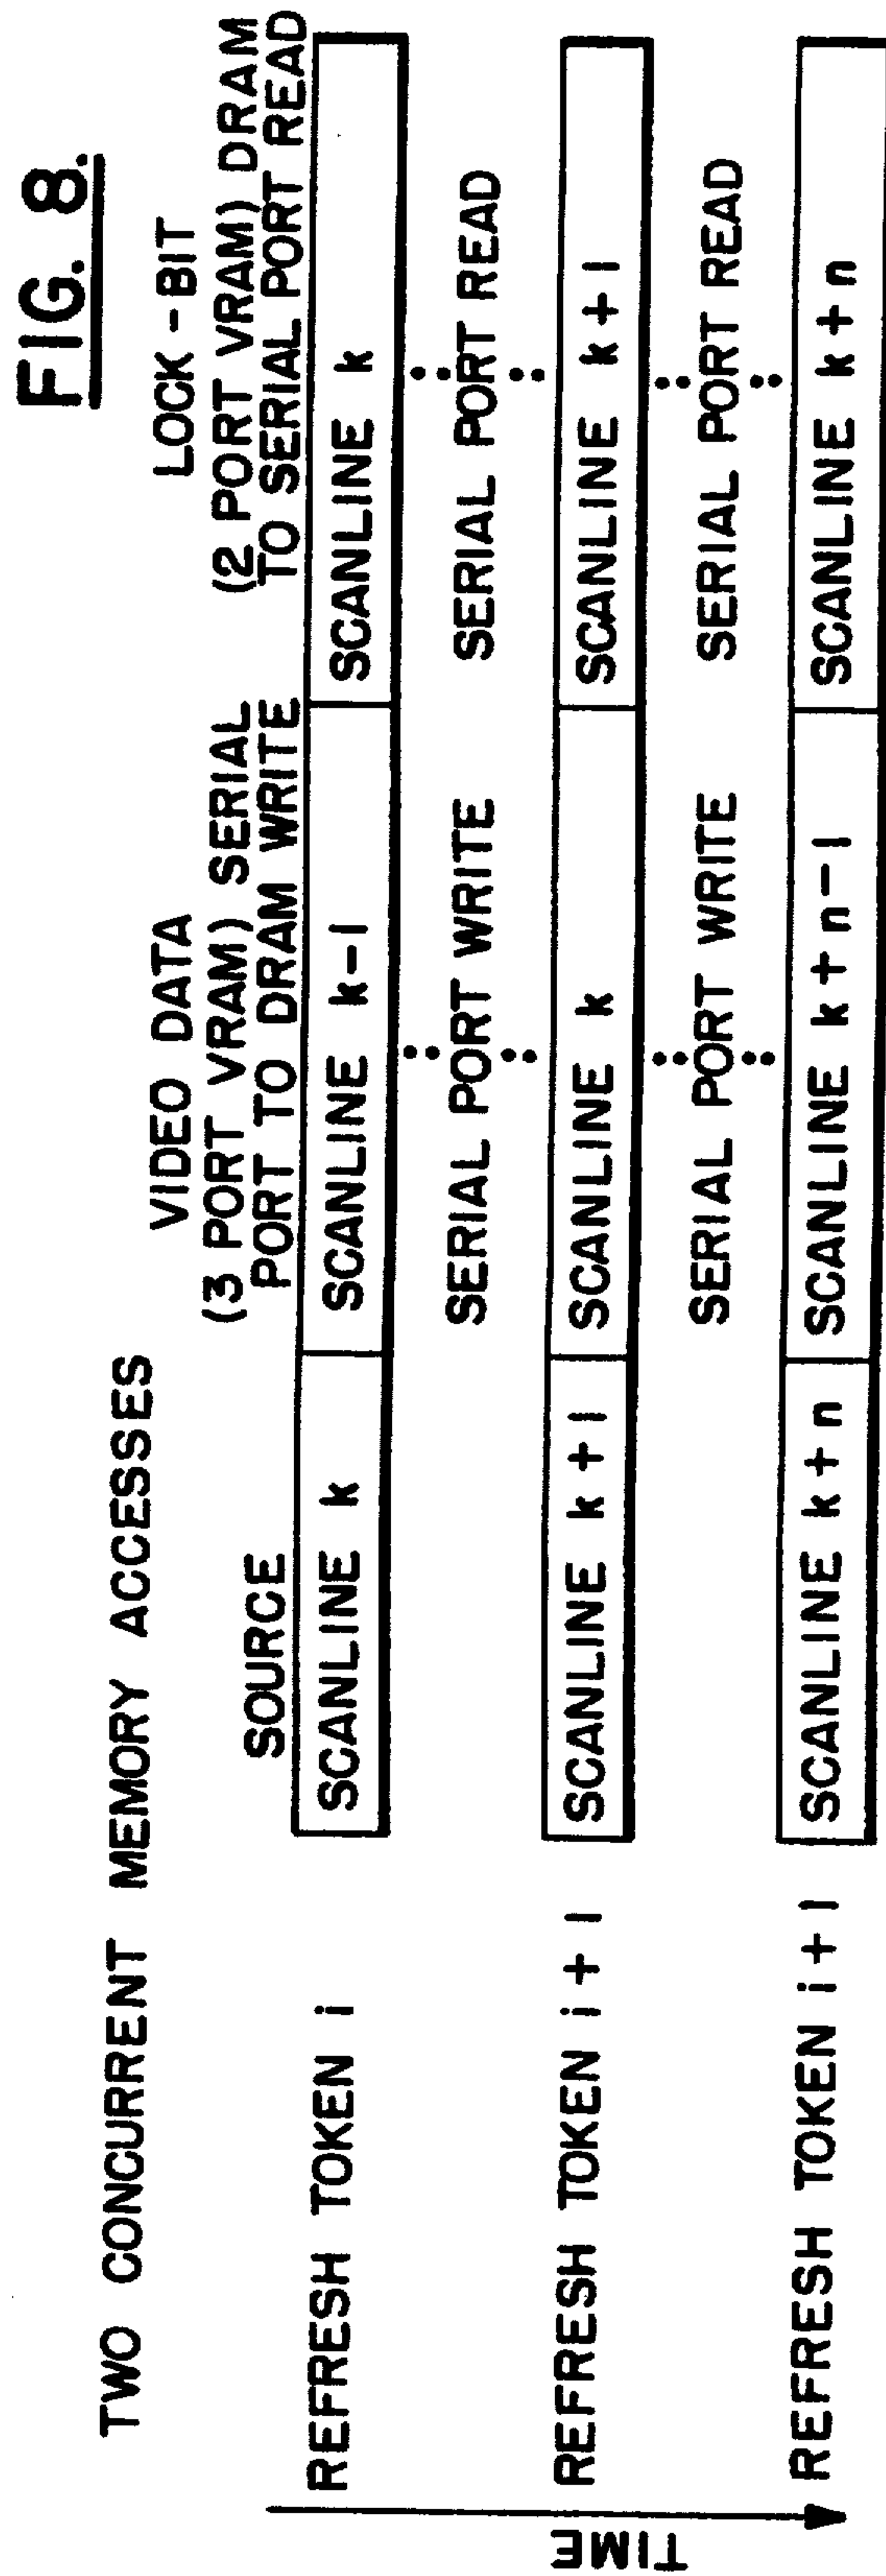 FIG. 8.
TWO CONCURRENT MEMORY ACCESSES
SOURCE
VIDEO DATA
(3 PORT VRAM) SERIAL
PORT TO DRAM WRITE
LOCK-BIT
(2 PORT VRAM) DRAM
TO SERIAL PORT READ
REFRESH TOKEN i
SCANLINE k
SCANLINE k-1
SCANLINE k
SERIAL PORT WRITE
SERIAL PORT READ
REFRESH TOKEN i+1
SCANLINE k+1
SCANLINE k
SCANLINE k+1
SERIAL PORT WRITE
SERIAL PORT READ
REFRESH TOKEN i+1
SCANLINE k+n
SCANLINE k+n-1
SCANLINE k+n
TIME